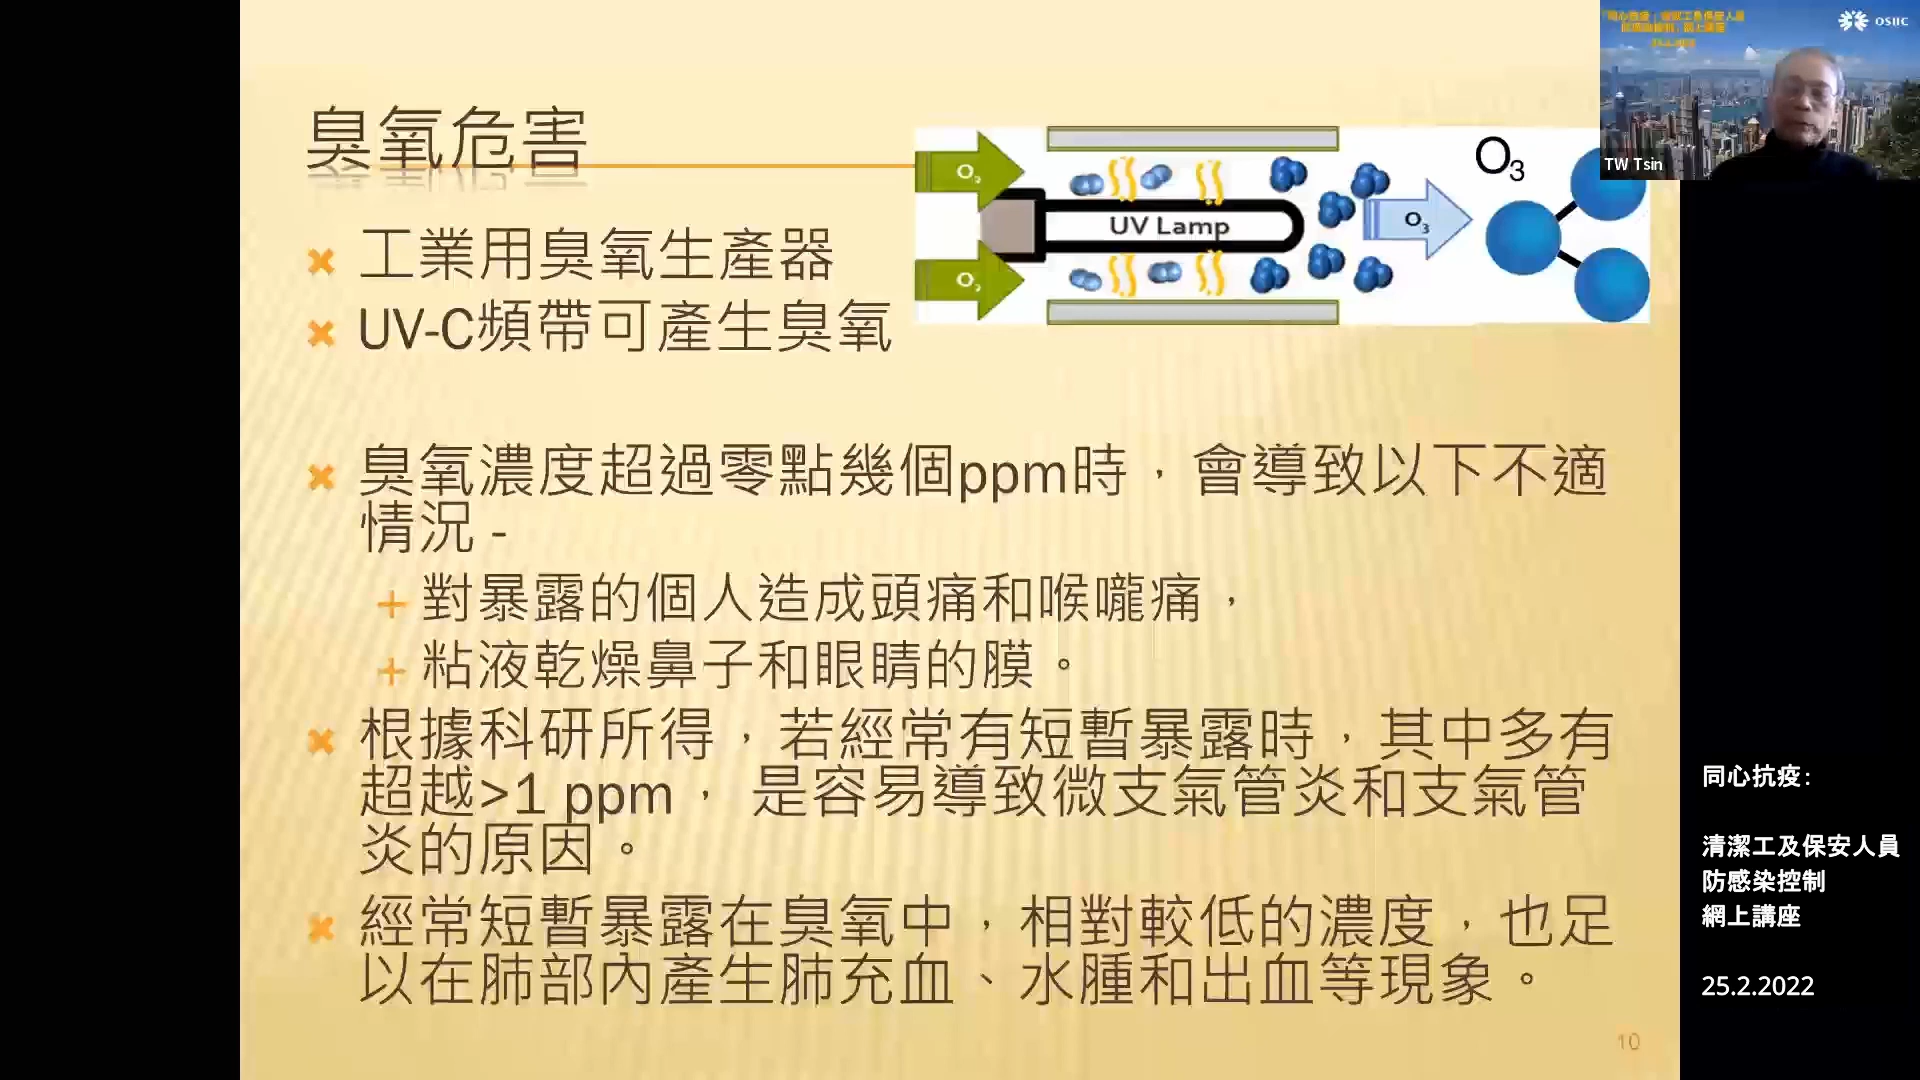 臭氧危害
工業用臭氧生產器
UV-C頻帶可產生臭氧
O₂
O₂
UV Lamp
O₃
O₃
臭氧濃度超過零點幾個ppm時，會導致以下不適
情況 -
對暴露的個人造成頭痛和喉嚨痛，
粘液乾燥鼻子和眼睛的膜。
根據科研所得，若經常有短暫暴露時，其中多有
超越>1 ppm， 是容易導致微支氣管炎和支氣管
炎的原因。
經常短暫暴露在臭氧中，相對較低的濃度，也足
以在肺部內產生肺充血、水腫和出血等現象。
10
OSIIC
TW Tsin
同心抗疫：
清潔工及保安人員
防感染控制
網上講座
25.2.2022